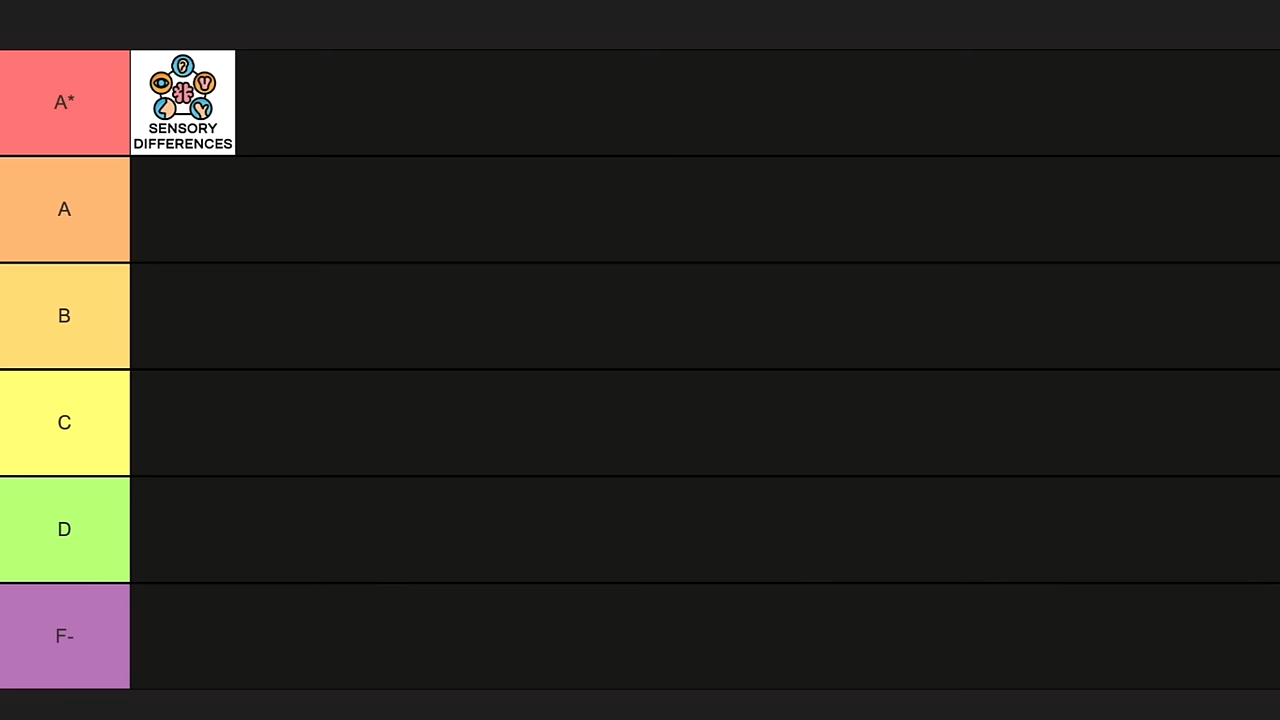 A*
SENSORY
DIFFERENCES
A
B
C
D
F-